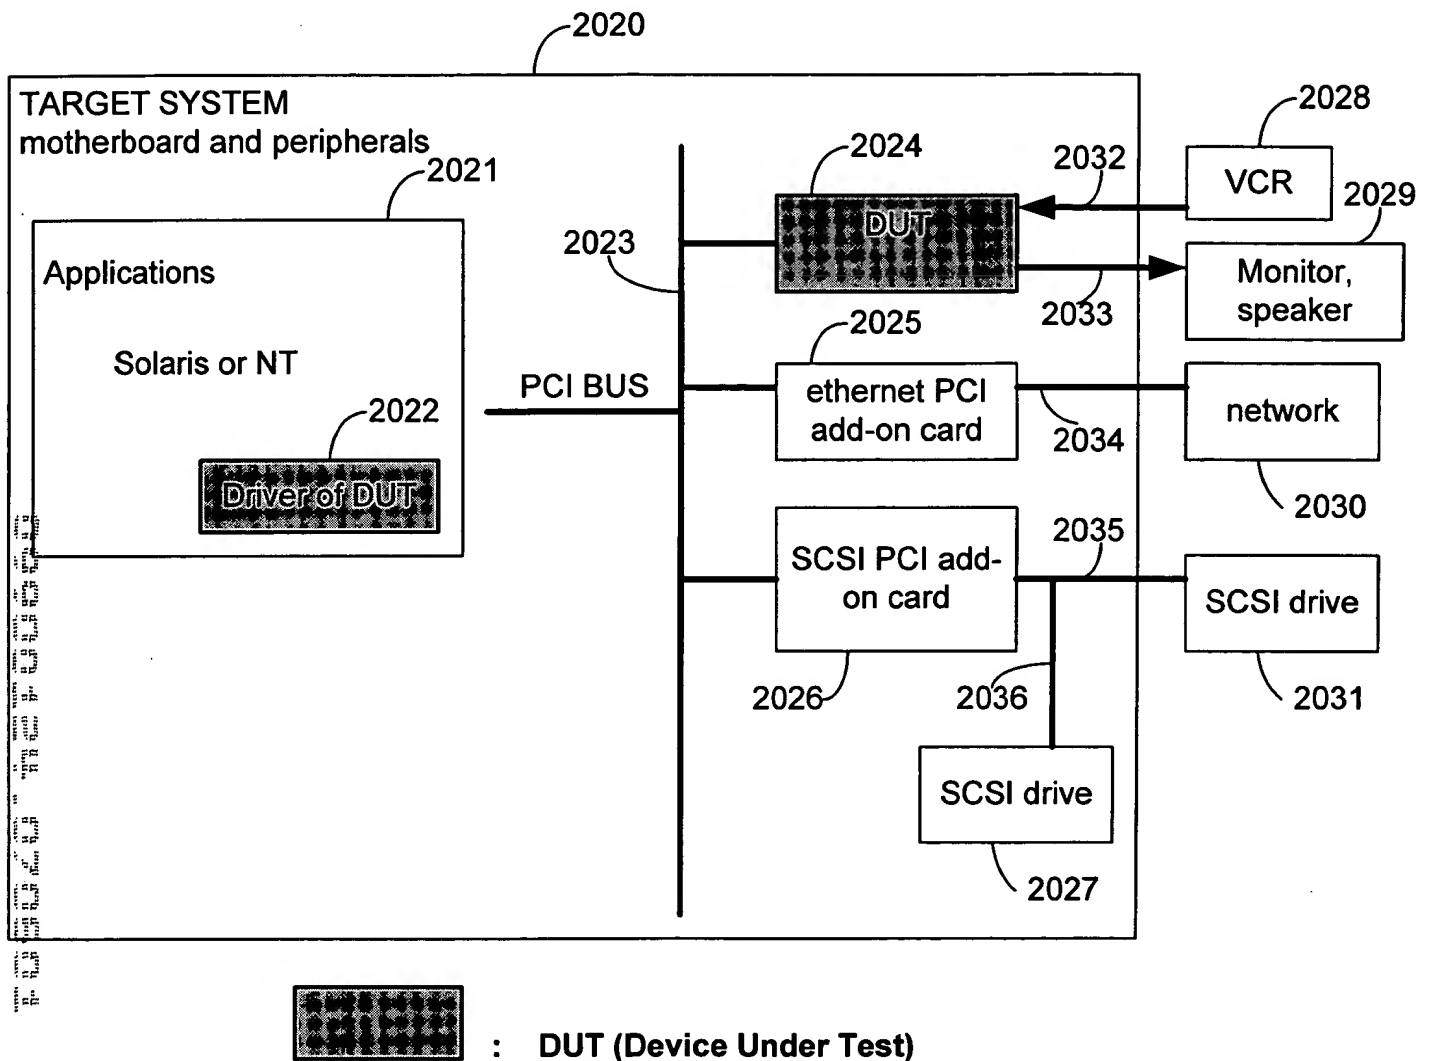 2020
TARGET SYSTEM
motherboard and peripherals
2021
Applications
Solaris or NT
2022
Driver of DUT
2023
PCI BUS
2024
DUT
2032
2028
VCR
2033
2029
Monitor,
speaker
2025
ethernet PCI
add-on card
2034
network
2030
SCSI PCI add-
on card
2026
2035
SCSI drive
2031
2036
SCSI drive
2027
: DUT (Device Under Test)